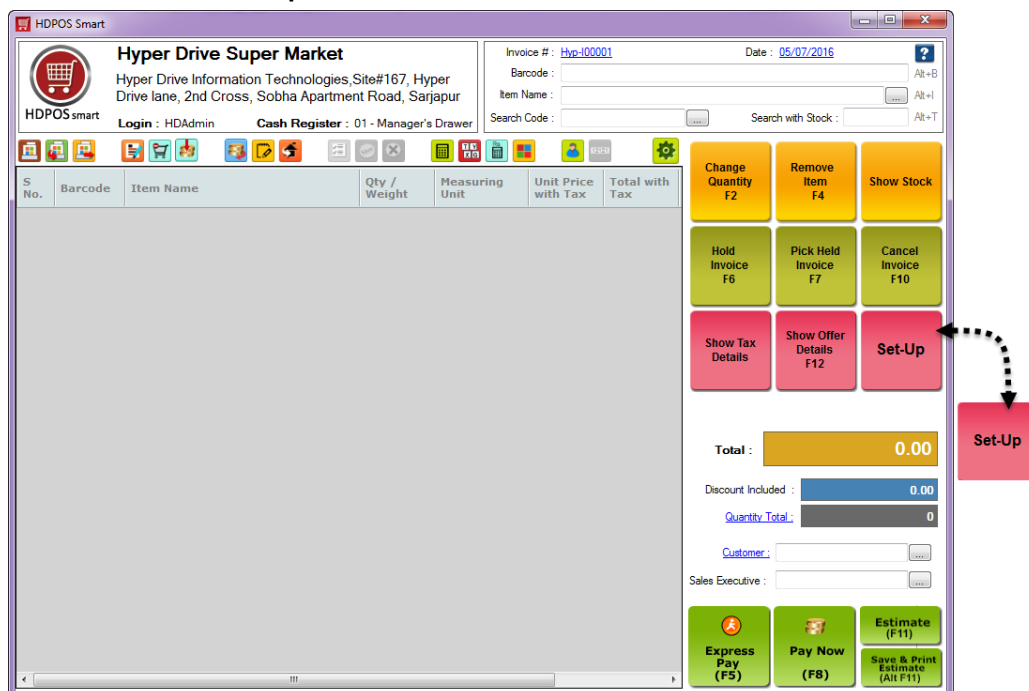 HDPOS Smart
HDPOS smart
Hyper Drive Super Market
Hyper Drive Information Technologies,Site#167, Hyper
Drive lane, 2nd Cross, Sobha Apartment Road, Sarjapur
Login : HDAdmin Cash Register : 01 - Manager's Drawer
Invoice # : Hyp-I00001 Date : 05/07/2016 ?
Barcode : Alt+B
Item Name : ... Alt+I
Search Code : ... Search with Stock : Alt+T
S No.
Barcode
Item Name
Qty / Weight
Measuring Unit
Unit Price with Tax
Total with Tax
Change
Quantity
F2
Remove
Item
F4
Show Stock
Hold
Invoice
F6
Pick Held
Invoice
F7
Cancel
Invoice
F10
Show Tax
Details
Show Offer
Details
F12
Set-Up
Set-Up
Total : 0.00
Discount Included : 0.00
Quantity Total : 0
Customer : ...
Sales Executive : ...
Express
Pay
(F5)
Pay Now
(F8)
Estimate
(F11)
Save & Print
Estimate
(Alt F11)